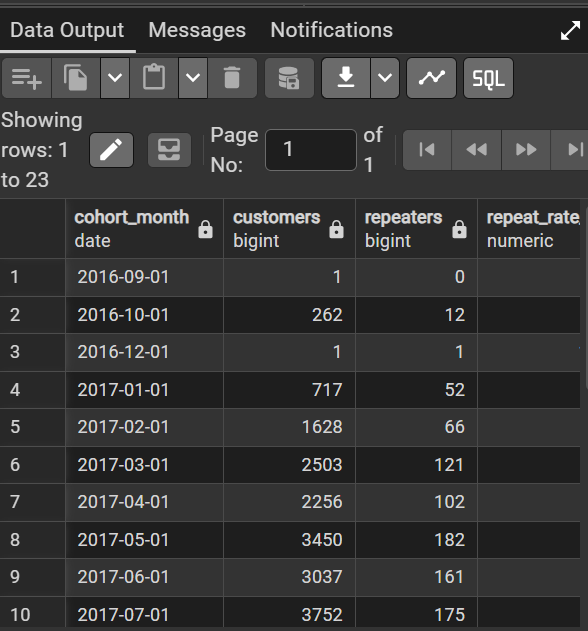 Data Output Messages Notifications
SQL
Showing rows: 1 to 23
Page No: 1 of 1
cohort_month date customers bigint repeaters bigint repeat_rate_ numeric
1 2016-09-01 1 0
2 2016-10-01 262 12
3 2016-12-01 1 1
4 2017-01-01 717 52
5 2017-02-01 1628 66
6 2017-03-01 2503 121
7 2017-04-01 2256 102
8 2017-05-01 3450 182
9 2017-06-01 3037 161
10 2017-07-01 3752 175